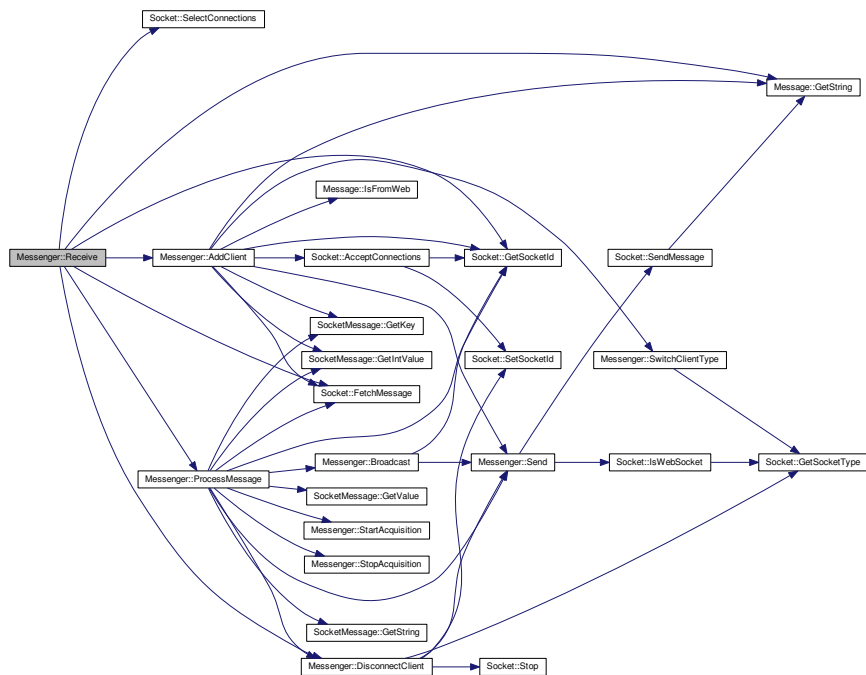 Socket::SelectConnections
Message::GetString
Message::IsFromWeb
Messenger::Receive
Messenger::AddClient
Socket::AcceptConnections
Socket::GetSocketId
Socket::SendMessage
SocketMessage::GetKey
SocketMessage::GetIntValue
Socket::SetSocketId
Messenger::SwitchClientType
Socket::FetchMessage
Messenger::Broadcast
Messenger::Send
Socket::IsWebSocket
Socket::GetSocketType
Messenger::ProcessMessage
SocketMessage::GetValue
Messenger::StartAcquisition
Messenger::StopAcquisition
SocketMessage::GetString
Messenger::DisconnectClient
Socket::Stop